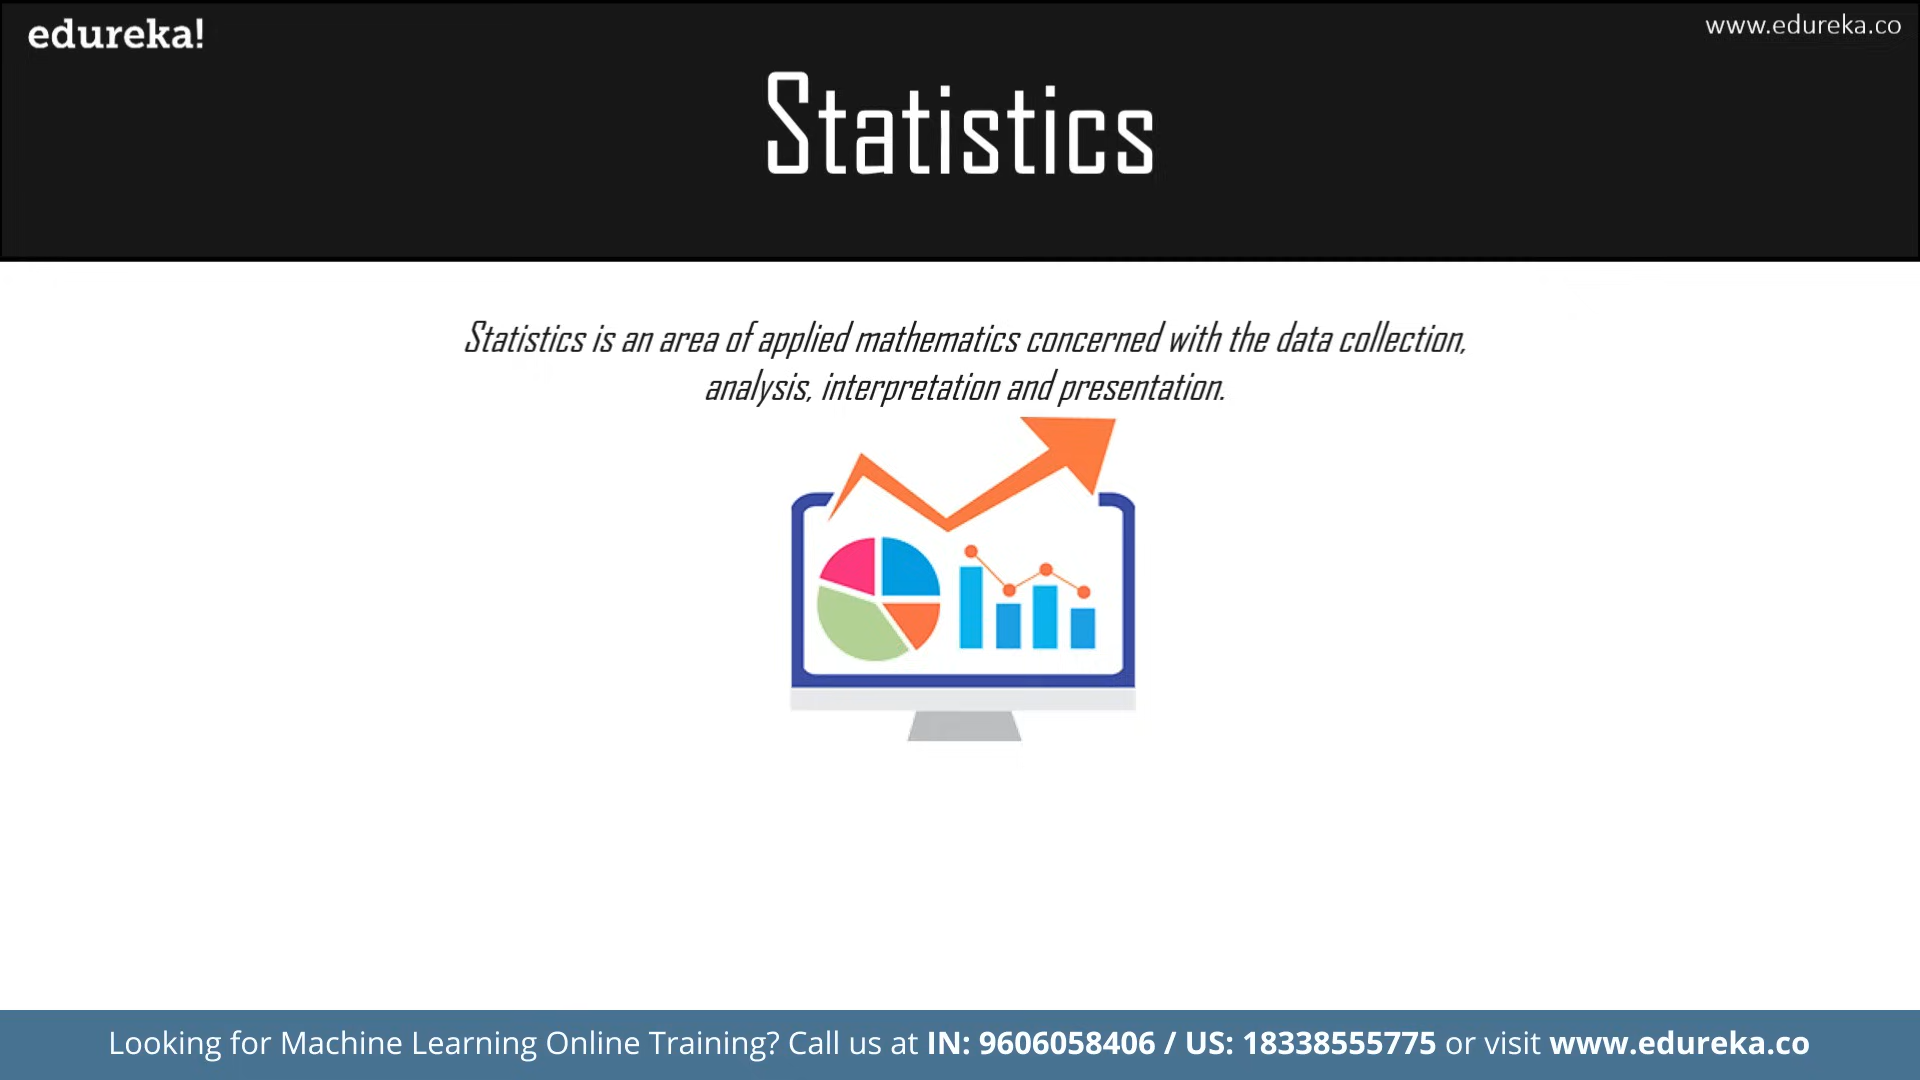 edureka!
www.edureka.co
Statistics
Statistics is an area of applied mathematics concerned with the data collection,
analysis, interpretation and presentation.
Looking for Machine Learning Online Training? Call us at IN: 9606058406 / US: 18338555775 or visit www.edureka.co